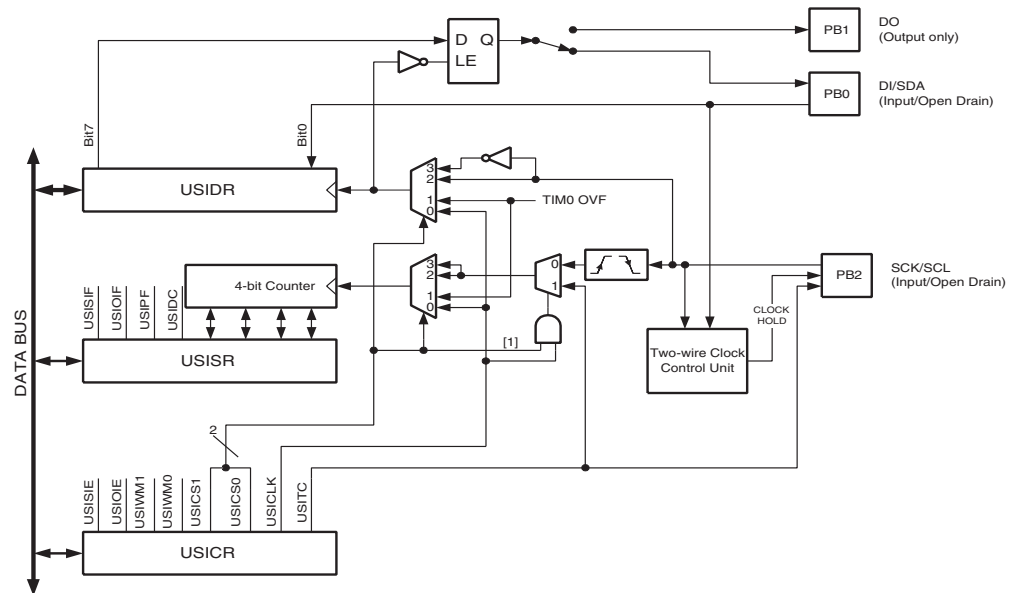 DO
(Output only)
PB1
D Q
LE
DI/SDA
(Input/Open Drain)
PB0
Bit7
Bit0
USIDR
3
2
1
0
TIM0 OVF
DATA BUS
4-bit Counter
3
2
1
0
0
1
[1]
SCK/SCL
(Input/Open Drain)
PB2
CLOCK
HOLD
USISIF
USIOIF
USIPF
USIDC
USISR
Two-wire Clock
Control Unit
2
USISIE
USIOIE
USIWM1
USIWM0
USICS1
USICS0
USICLK
USITC
USICR